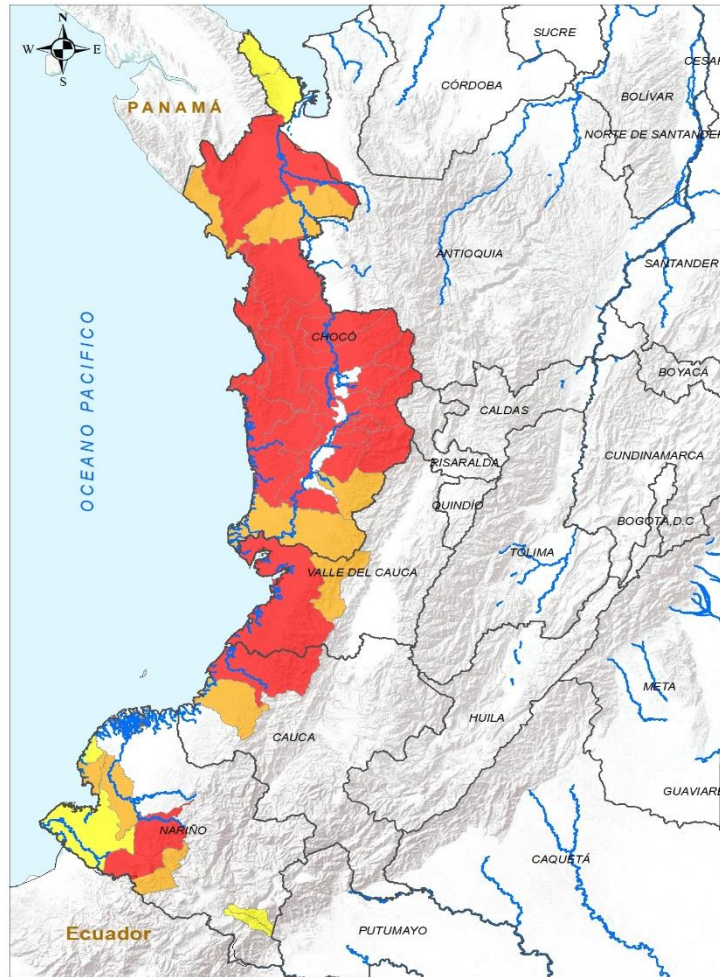 N
W E
S
SUCRE
CESAR
CÓRDOBA
BOLÍVAR
PANAMÁ
NORTE DE SANTANDER
ANTIOQUIA
SANTANDER
OCEANO PACIFICO
CHOCÓ
BOYACÁ
CALDAS
CUNDINAMARCA
RISARALDA
QUINDÍO
BOGOTÁ, D.C
TOLIMA
VALLE DEL CAUCA
META
HUILA
CAUCA
GUAVIARE
NARIÑO
CAQUETÁ
Ecuador
PUTUMAYO